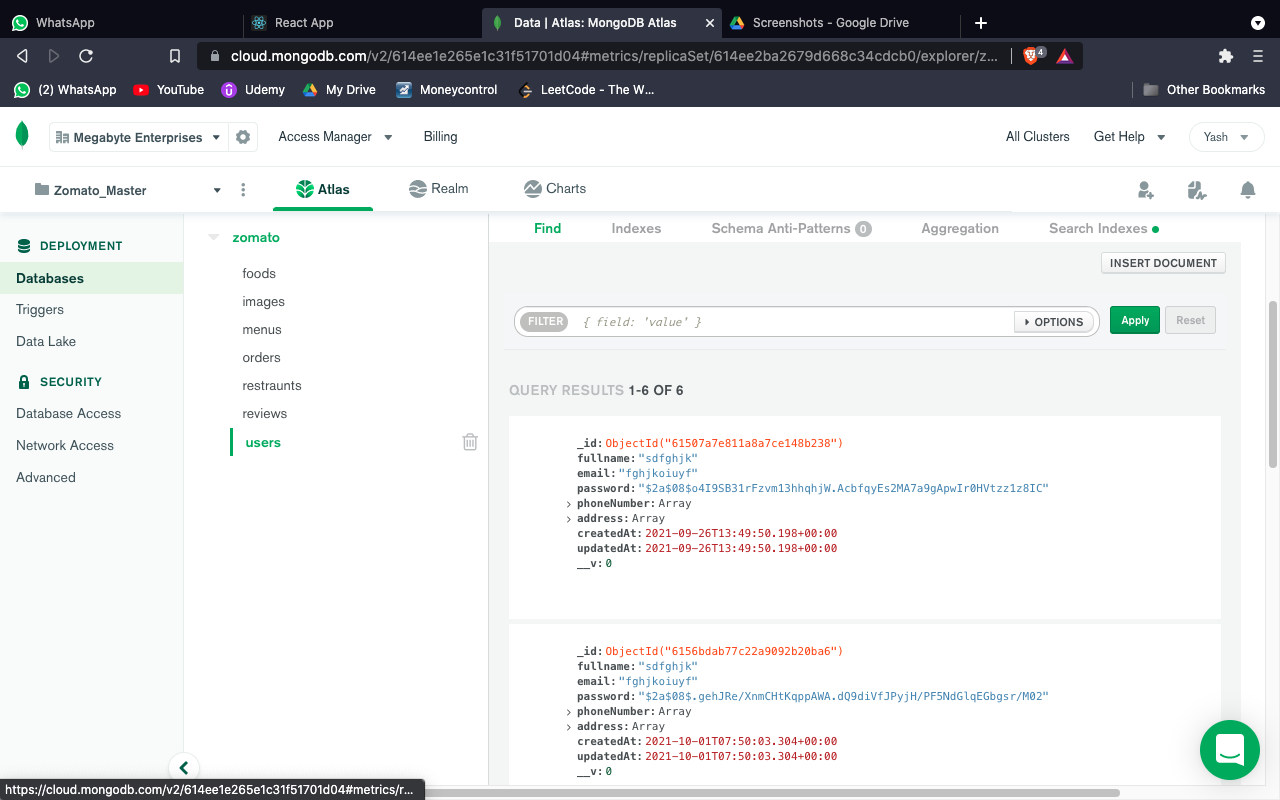 WhatsApp
React App
Data | Atlas: MongoDB Atlas
Screenshots - Google Drive
cloud.mongodb.com/v2/614ee1e265e1c31f51701d04#metrics/replicaSet/614ee2ba2679d668c34cdcb0/explorer/z...
4
(2) WhatsApp
YouTube
Udemy
My Drive
Moneycontrol
LeetCode - The W...
Other Bookmarks
Megabyte Enterprises
Access Manager
Billing
All Clusters
Get Help
Yash
Zomato_Master
Atlas
Realm
Charts
DEPLOYMENT
Databases
Triggers
Data Lake
SECURITY
Database Access
Network Access
Advanced
zomato
foods
images
menus
orders
restraunts
reviews
users
Find
Indexes
Schema Anti-Patterns 0
Aggregation
Search Indexes
INSERT DOCUMENT
FILTER
{ field: 'value' }
OPTIONS
Apply
Reset
QUERY RESULTS 1-6 OF 6
_id: ObjectId("61507a7e811a8a7ce148b238")
fullname: "sdfghjk"
email: "fghjkoiuyf"
password: "$2a$08$o4I9SB31rFzvm13hhqhjW.AcbfqyEs2MA7a9gApwIr0HVtzz1z8IC"
phoneNumber: Array
address: Array
createdAt: 2021-09-26T13:49:50.198+00:00
updatedAt: 2021-09-26T13:49:50.198+00:00
__v: 0
_id: ObjectId("6156bdab77c22a9092b20ba6")
fullname: "sdfghjk"
email: "fghjkoiuyf"
password: "$2a$08$.gehJRe/XnmCHtKqppAWA.dQ9diVfJPyjH/PF5NdGlqEGbgsr/M02"
phoneNumber: Array
address: Array
createdAt: 2021-10-01T07:50:03.304+00:00
updatedAt: 2021-10-01T07:50:03.304+00:00
__v: 0
https://cloud.mongodb.com/v2/614ee1e265e1c31f51701d04#metrics/r...